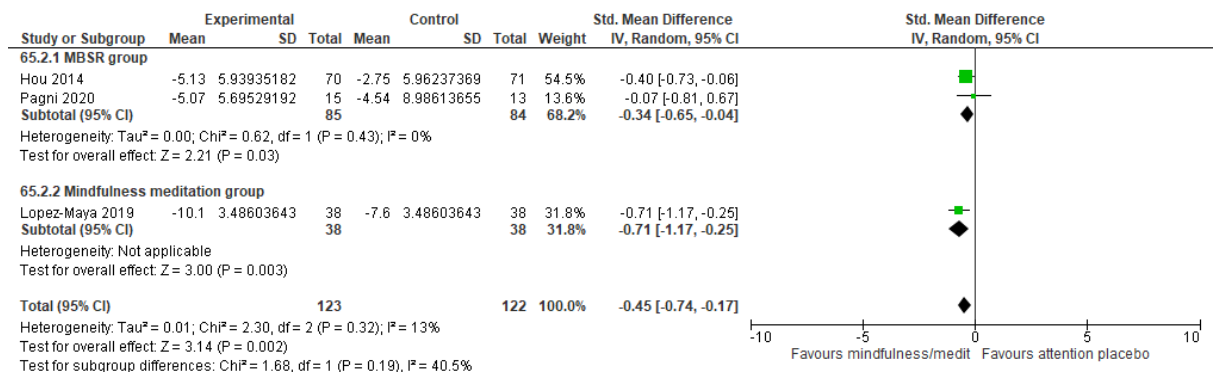 Experimental Control Std. Mean Difference Std. Mean Difference
Study or Subgroup Mean SD Total Mean SD Total Weight IV, Random, 95% CI IV, Random, 95% CI
65.2.1 MBSR group
Hou 2014 -5.13 5.93935182 70 -2.75 5.96237369 71 54.5% -0.40 [-0.73, -0.06]
Pagni 2020 -5.07 5.69529192 15 -4.54 8.98613655 13 13.6% -0.07 [-0.81, 0.67]
Subtotal (95% CI) 85 84 68.2% -0.34 [-0.65, -0.04]
Heterogeneity: Tau² = 0.00; Chi² = 0.62, df = 1 (P = 0.43); I² = 0%
Test for overall effect: Z = 2.21 (P = 0.03)
65.2.2 Mindfulness meditation group
Lopez-Maya 2019 -10.1 3.48603643 38 -7.6 3.48603643 38 31.8% -0.71 [-1.17, -0.25]
Subtotal (95% CI) 38 38 31.8% -0.71 [-1.17, -0.25]
Heterogeneity: Not applicable
Test for overall effect: Z = 3.00 (P = 0.003)
Total (95% CI) 123 122 100.0% -0.45 [-0.74, -0.17]
Heterogeneity: Tau² = 0.01; Chi² = 2.30, df = 2 (P = 0.32); I² = 13%
Test for overall effect: Z = 3.14 (P = 0.002)
Test for subgroup differences: Chi² = 1.68, df = 1 (P = 0.19), I² = 40.5%
-10 -5 0 5 10
Favours mindfulness/medit Favours attention placebo